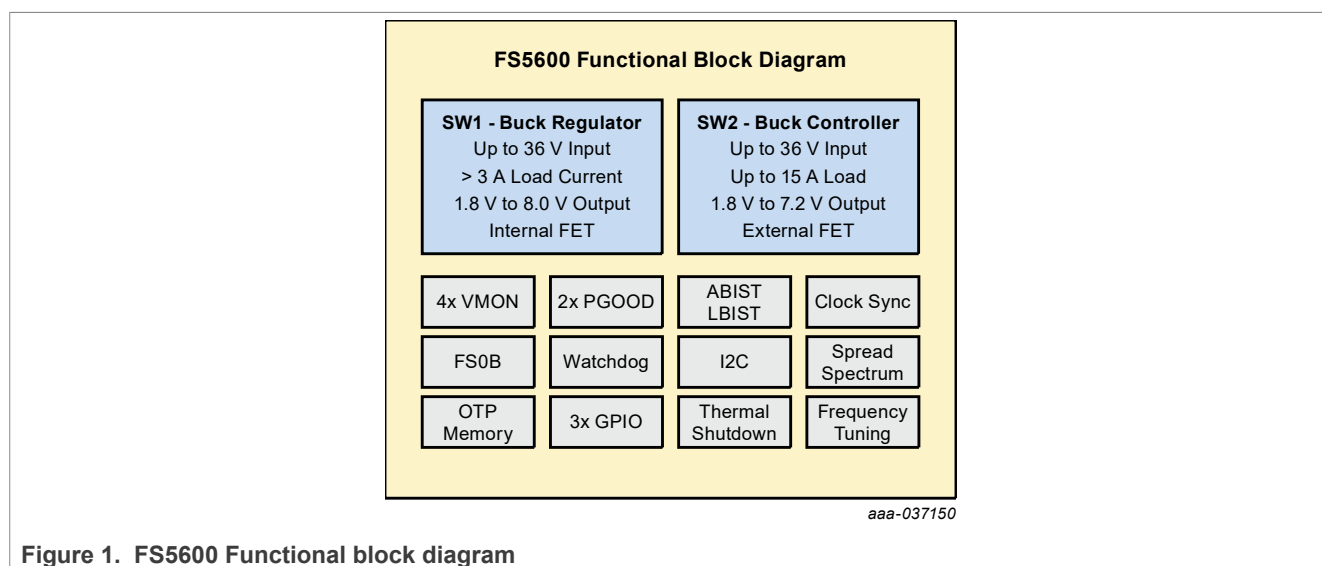 FS5600 Functional Block Diagram
SW1 - Buck Regulator
Up to 36 V Input
> 3 A Load Current
1.8 V to 8.0 V Output
Internal FET
SW2 - Buck Controller
Up to 36 V Input
Up to 15 A Load
1.8 V to 7.2 V Output
External FET
4x VMON
2x PGOOD
ABIST
LBIST
Clock Sync
FS0B
Watchdog
I2C
Spread
Spectrum
OTP
Memory
3x GPIO
Thermal
Shutdown
Frequency
Tuning
aaa-037150
Figure 1. FS5600 Functional block diagram